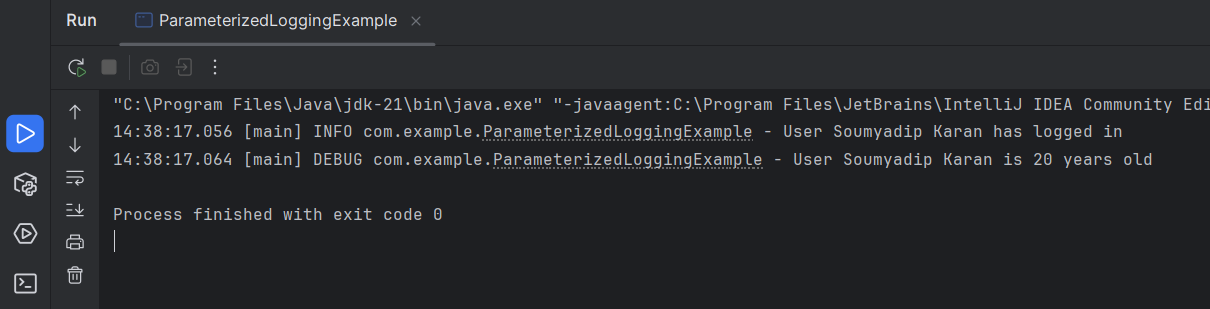 Run ParameterizedLoggingExample
"C:\Program Files\Java\jdk-21\bin\java.exe" "-javaagent:C:\Program Files\JetBrains\IntelliJ IDEA Community Edi
14:38:17.056 [main] INFO com.example.ParameterizedLoggingExample - User Soumyadip Karan has logged in
14:38:17.064 [main] DEBUG com.example.ParameterizedLoggingExample - User Soumyadip Karan is 20 years old
Process finished with exit code 0